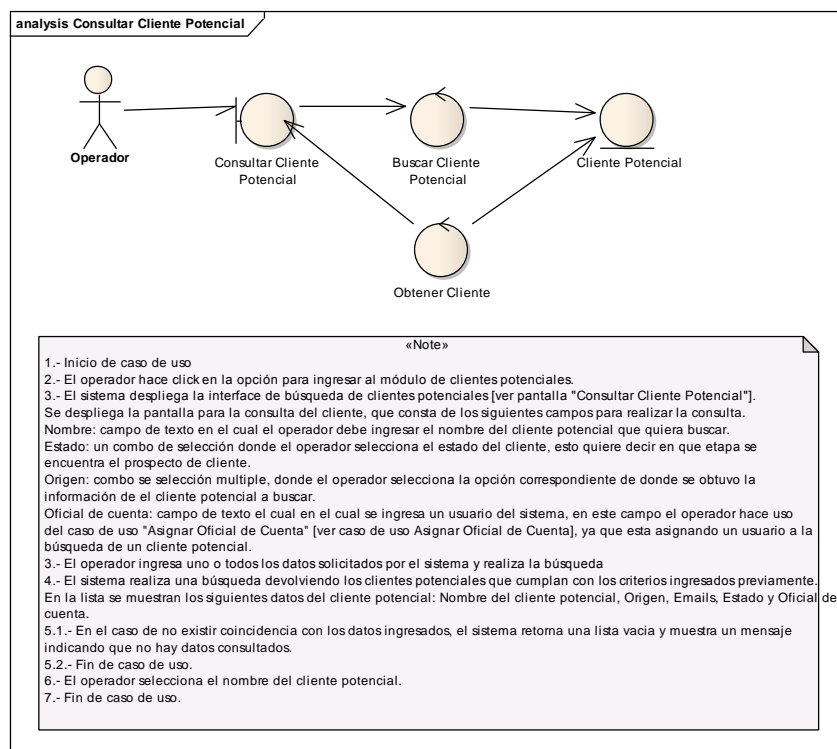 analysis Consultar Cliente Potencial
Operador
Consultar Cliente
Potencial
Buscar Cliente
Potencial
Cliente Potencial
Obtener Cliente
«Note»
1.- Inicio de caso de uso
2.- El operador hace click en la opción para ingresar al módulo de clientes potenciales.
3.- El sistema despliega la interface de búsqueda de clientes potenciales [ver pantalla "Consultar Cliente Potencial"].
Se despliega la pantalla para la consulta del cliente, que consta de los siguientes campos para realizar la consulta.
Nombre: campo de texto en el cual el operador debe ingresar el nombre del cliente potencial que quiera buscar.
Estado: un combo de selección donde el operador selecciona el estado del cliente, esto quiere decir en que etapa se
encuentra el prospecto de cliente.
Origen: combo se selección multiple, donde el operador selecciona la opción correspondiente de donde se obtuvo la
información de el cliente potencial a buscar.
Oficial de cuenta: campo de texto el cual en el cual se ingresa un usuario del sistema, en este campo el operador hace uso
del caso de uso "Asignar Oficial de Cuenta" [ver caso de uso Asignar Oficial de Cuenta], ya que esta asignando un usuario a la
búsqueda de un cliente potencial.
3.- El operador ingresa uno o todos los datos solicitados por el sistema y realiza la búsqueda
4.- El sistema realiza una búsqueda devolviendo los clientes potenciales que cumplan con los criterios ingresados previamente.
En la lista se muestran los siguientes datos del cliente potencial: Nombre del cliente potencial, Origen, Emails, Estado y Oficial de
cuenta.
5.1.- En el caso de no existir coincidencia con los datos ingresados, el sistema retorna una lista vacia y muestra un mensaje
indicando que no hay datos consultados.
5.2.- Fin de caso de uso.
6.- El operador selecciona el nombre del cliente potencial.
7.- Fin de caso de uso.